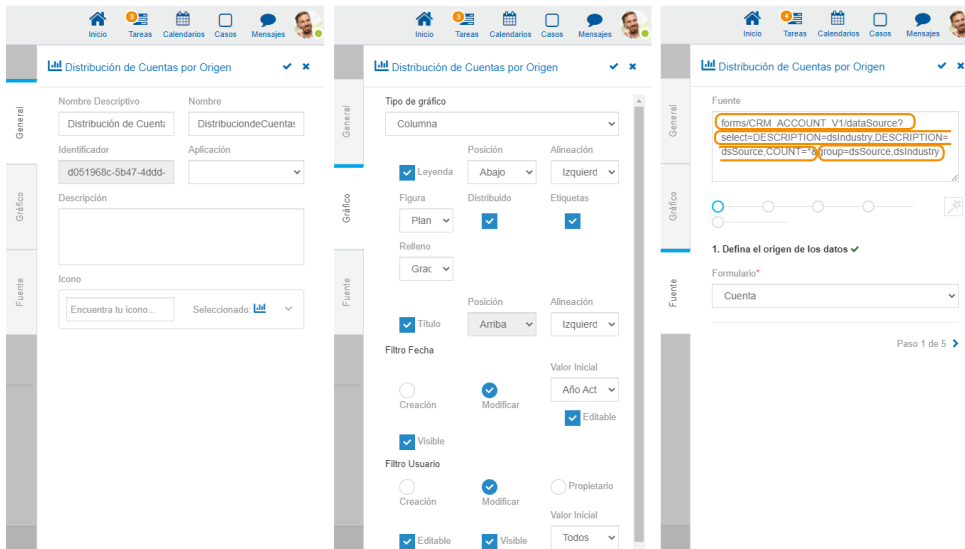 3
Inicio Tareas Calendarios Casos Mensajes
Distribución de Cuentas por Origen
General
Gráfico
Fuente
Nombre Descriptivo Nombre
Distribución de Cuenta DistribuciondeCuentas
Identificador Aplicación
d051968c-5b47-4ddd-
Descripción
Icono
Encuentra tu icono... Seleccionado:
3
Inicio Tareas Calendarios Casos Mensajes
Distribución de Cuentas por Origen
General
Gráfico
Fuente
Tipo de gráfico
Columna
Posición Alineación
Leyenda Abajo Izquierd
Figura Distribuido Etiquetas
Plan
Relleno
Grac
Posición Alineación
Título Arriba Izquierd
Filtro Fecha
Valor Inicial
Creación Modificar Año Act
Editable
Visible
Filtro Usuario
Creación Modificar Propietario
Valor Inicial
Editable Visible Todos
4
Inicio Tareas Calendarios Casos Mensajes
Distribución de Cuentas por Origen
General
Gráfico
Fuente
Fuente
forms/CRM_ACCOUNT_V1/dataSource?
select=DESCRIPTION=dsIndustry,DESCRIPTION=
dsSource,COUNT=*&group=dsSource,dsIndustry
1. Defina el origen de los datos
Formulario*
Cuenta
Paso 1 de 5